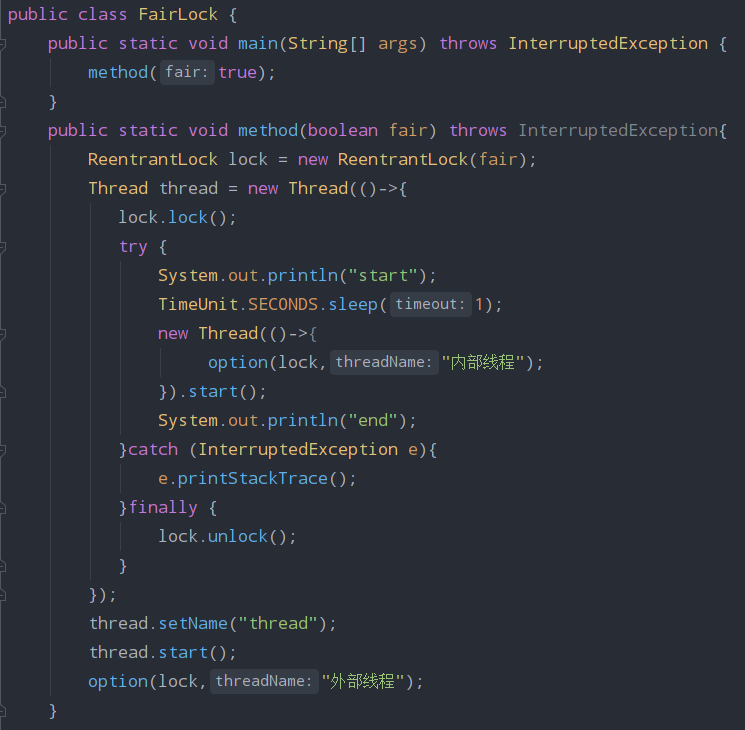 public class FairLock {
    public static void main(String[] args) throws InterruptedException {
        method( fair: true);
    }
    public static void method(boolean fair) throws InterruptedException{
        ReentrantLock lock = new ReentrantLock(fair);
        Thread thread = new Thread(()->{
            lock.lock();
            try {
                System.out.println("start");
                TimeUnit.SECONDS.sleep( timeout: 1);
                new Thread(()->{
                    option(lock, threadName: "内部线程");
                }).start();
                System.out.println("end");
            }catch (InterruptedException e){
                e.printStackTrace();
            }finally {
                lock.unlock();
            }
        });
        thread.setName("thread");
        thread.start();
        option(lock, threadName: "外部线程");
    }